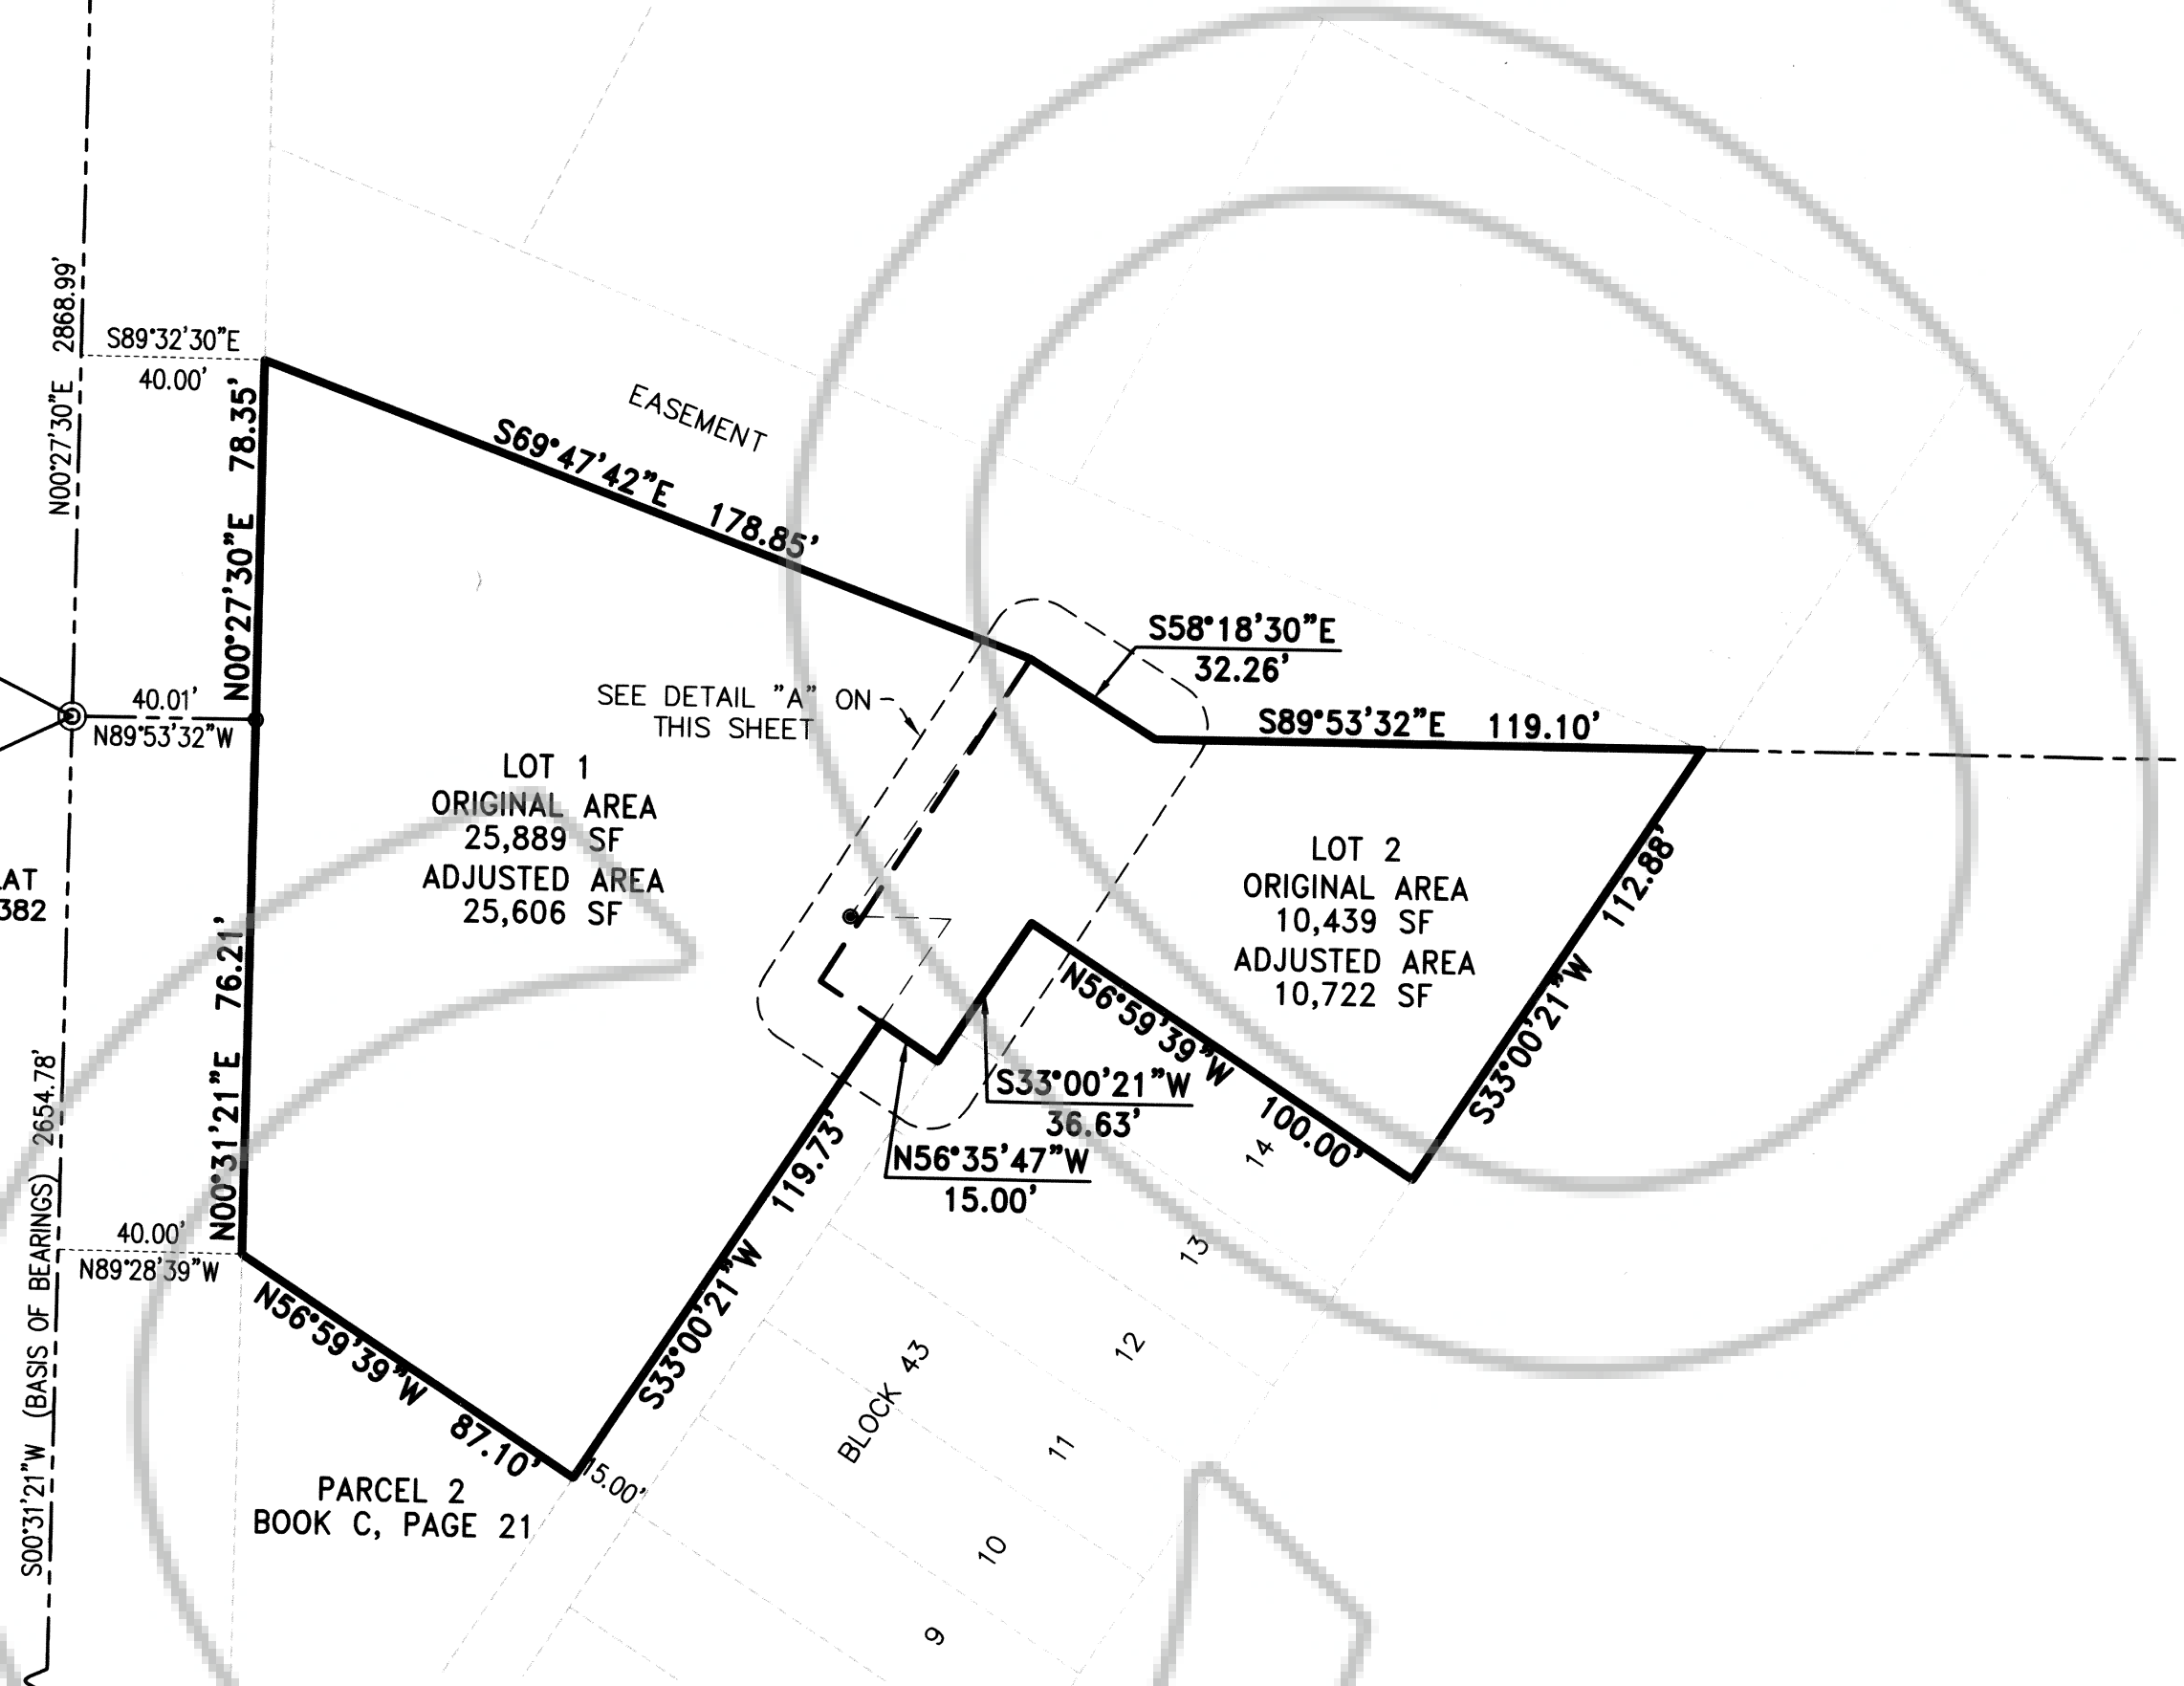 N00°27'30"E 2868.99'
S89°32'30"E
40.00'
N00°27'30"E 78.35'
EASEMENT
S69°47'42"E 178.85'
S58°18'30"E
32.26'
S89°53'32"E 119.10'
SEE DETAIL "A" ON
THIS SHEET
40.01'
N89°53'32"W
LOT 1
ORIGINAL AREA
25,889 SF
ADJUSTED AREA
25,606 SF
LOT 2
ORIGINAL AREA
10,439 SF
ADJUSTED AREA
10,722 SF
S33°00'21"W 112.88'
AT
382
N00°31'21"E 76.21'
N56°59'39"W 100.00'
S33°00'21"W
36.63'
N56°35'47"W
15.00'
S33°00'21"W 119.73'
40.00'
N89°28'39"W
N56°59'39"W 87.10'
15.00'
S00°31'21"W (BASIS OF BEARINGS) 2654.78'
PARCEL 2
BOOK C, PAGE 21
BLOCK 43
14
13
12
11
10
9